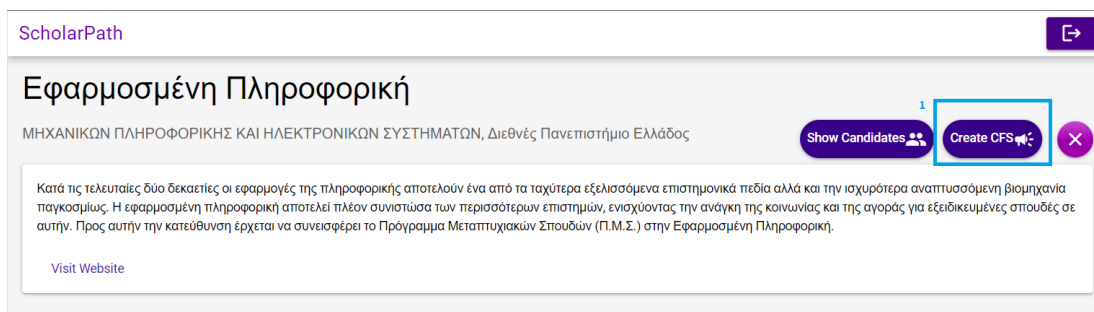 ScholarPath
Εφαρμοσμένη Πληροφορική
1
ΜΗΧΑΝΙΚΩΝ ΠΛΗΡΟΦΟΡΙΚΗΣ ΚΑΙ ΗΛΕΚΤΡΟΝΙΚΩΝ ΣΥΣΤΗΜΑΤΩΝ, Διεθνές Πανεπιστήμιο Ελλάδος
Show Candidates
Create CFS
Κατά τις τελευταίες δύο δεκαετίες οι εφαρμογές της πληροφορικής αποτελούν ένα από τα ταχύτερα εξελισσόμενα επιστημονικά πεδία αλλά και την ισχυρότερα αναπτυσσόμενη βιομηχανία
παγκοσμίως. Η εφαρμοσμένη πληροφορική αποτελεί πλέον συνιστώσα των περισσότερων επιστημών, ενισχύοντας την ανάγκη της κοινωνίας και της αγοράς για εξειδικευμένες σπουδές σε
αυτήν. Προς αυτήν την κατεύθυνση έρχεται να συνεισφέρει το Πρόγραμμα Μεταπτυχιακών Σπουδών (Π.Μ.Σ.) στην Εφαρμοσμένη Πληροφορική.
Visit Website